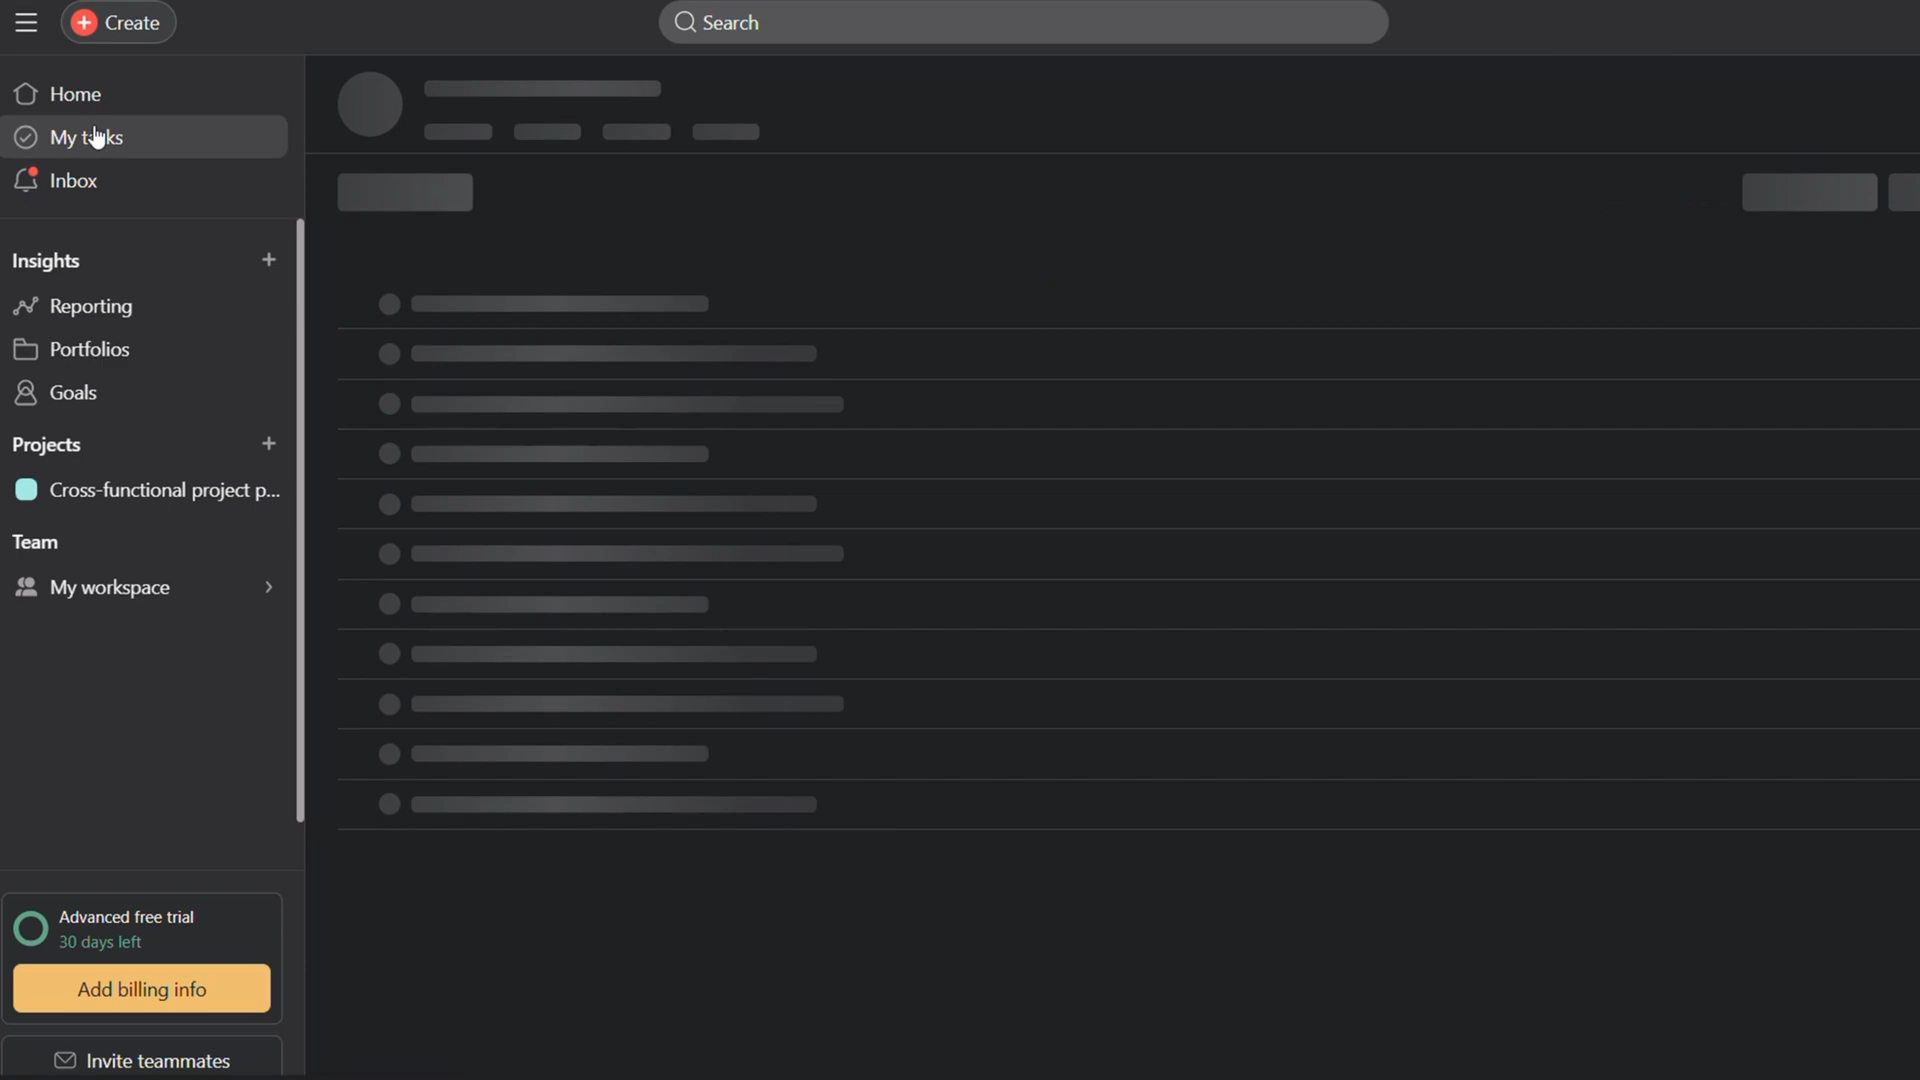 Create
Search
Home
My tasks
Inbox
Insights
Reporting
Portfolios
Goals
Projects
Cross-functional project p...
Team
My workspace
Advanced free trial
30 days left
Add billing info
Invite teammates